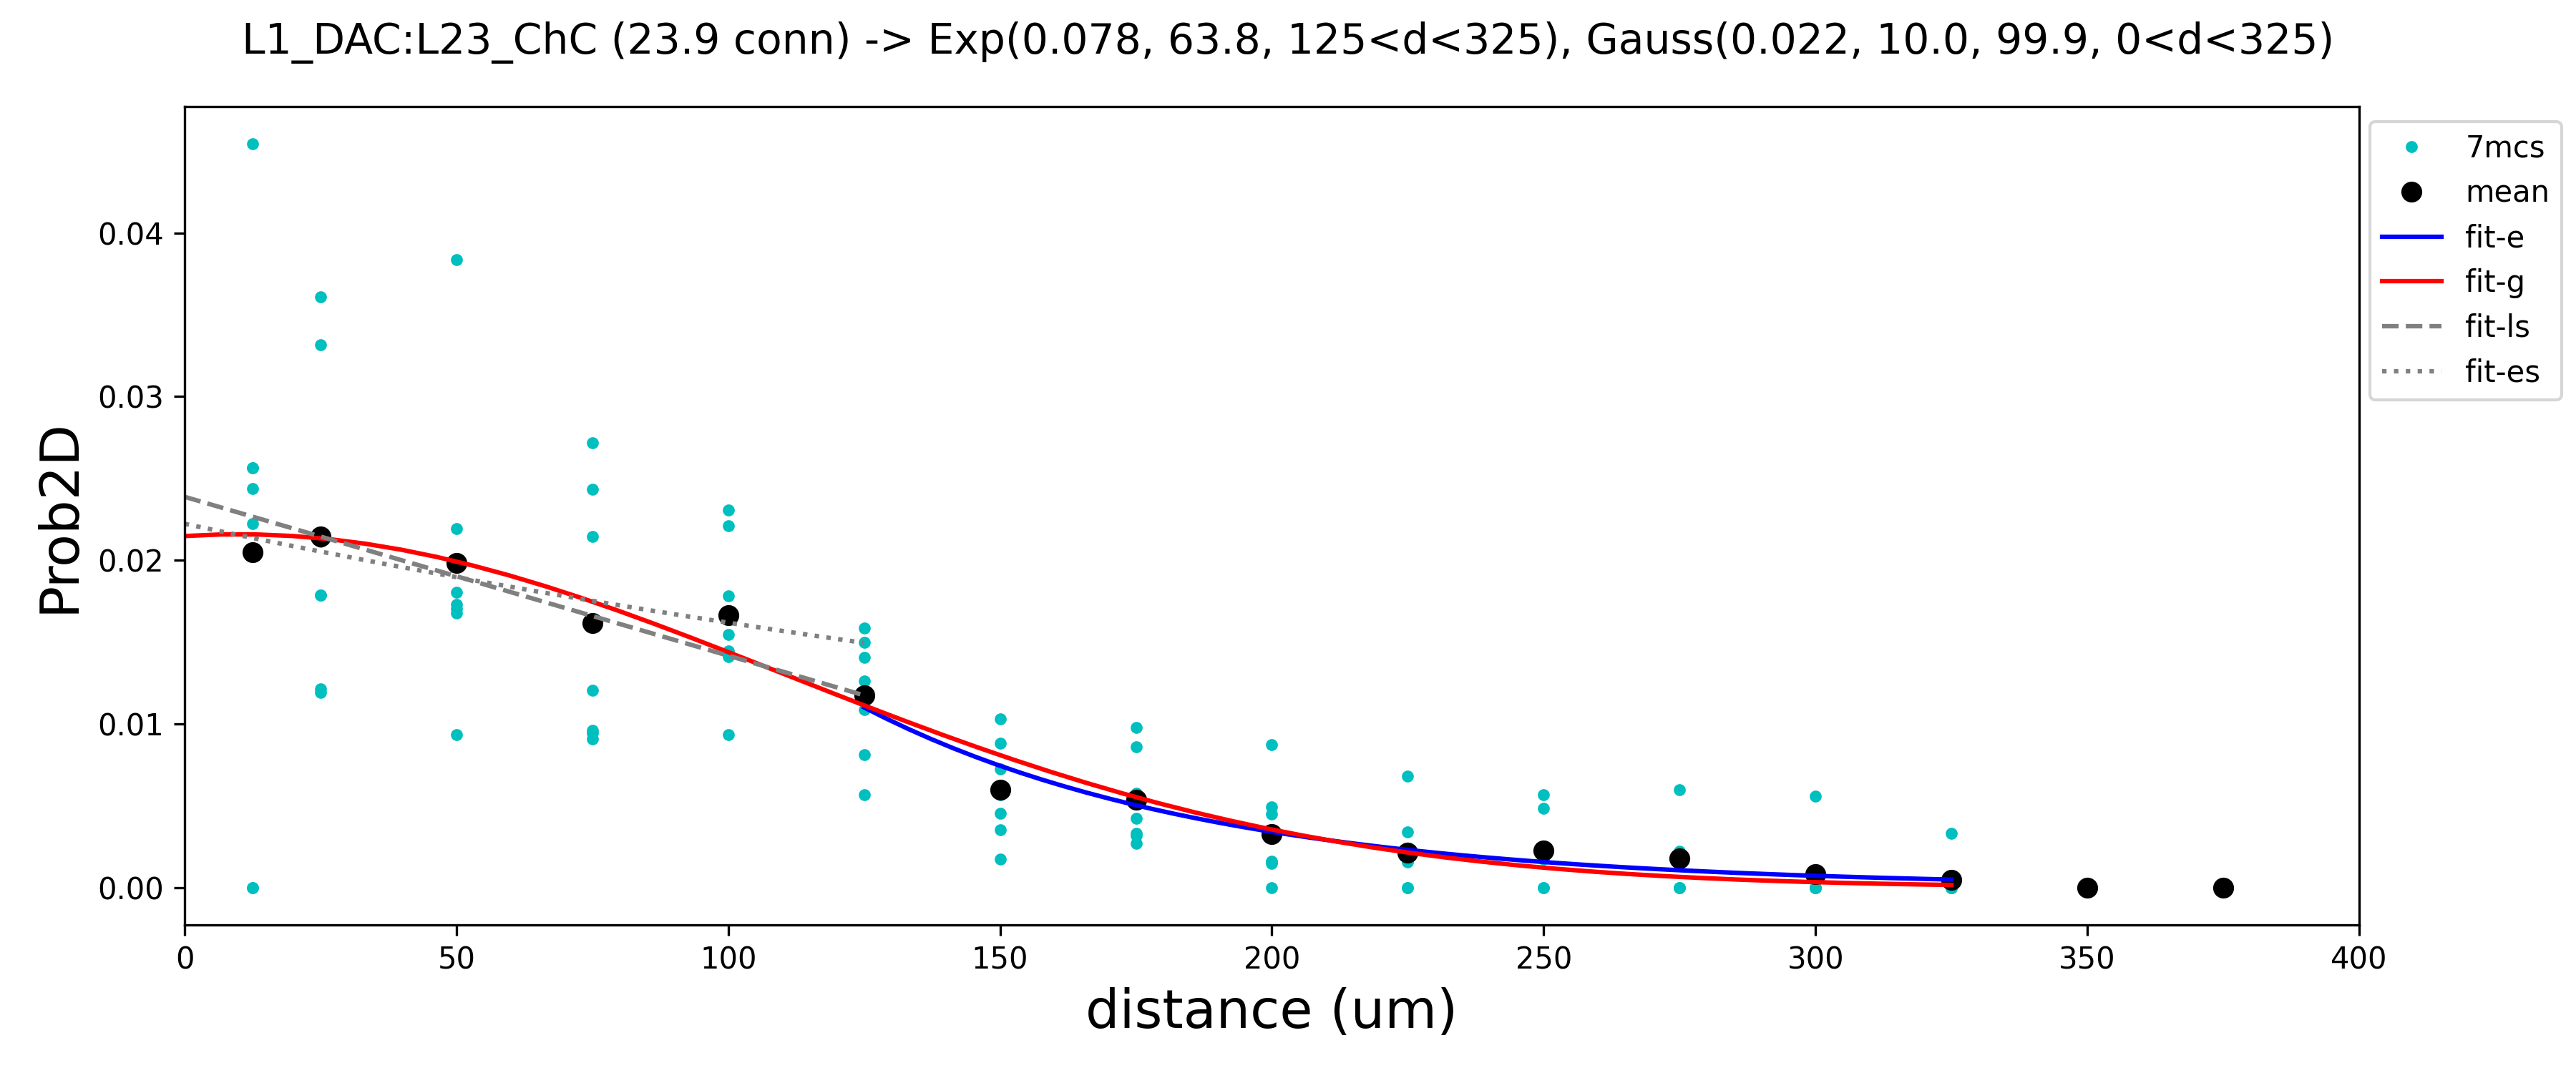 L1_DAC:L23_ChC (23.9 conn) -> Exp(0.078, 63.8, 125<d<325), Gauss(0.022, 10.0, 99.9, 0<d<325)
7mcs
mean
fit-e
fit-g
fit-ls
fit-es
Prob2D
0.04
0.03
0.02
0.01
0.00
0 50 100 150 200 250 300 350 400
distance (um)